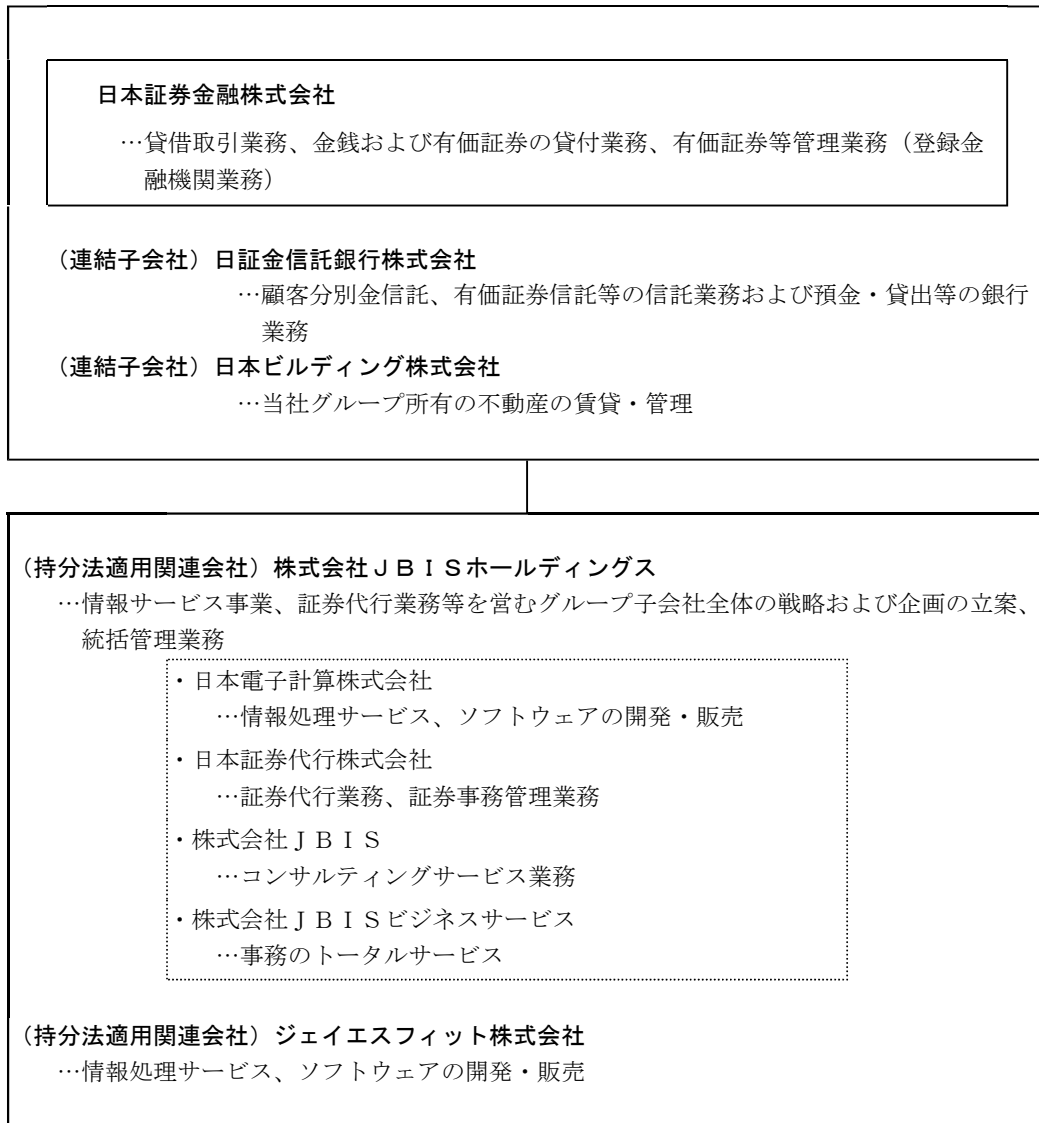 日本証券金融株式会社
…貸借取引業務、金銭および有価証券の貸付業務、有価証券等管理業務（登録金
融機関業務）
（連結子会社）日証金信託銀行株式会社
…顧客分別金信託、有価証券信託等の信託業務および預金・貸出等の銀行
業務
（連結子会社）日本ビルディング株式会社
…当社グループ所有の不動産の賃貸・管理
（持分法適用関連会社）株式会社ＪＢＩＳホールディングス
…情報サービス事業、証券代行業務等を営むグループ子会社全体の戦略および企画の立案、
統括管理業務
・日本電子計算株式会社
…情報処理サービス、ソフトウェアの開発・販売
・日本証券代行株式会社
…証券代行業務、証券事務管理業務
・株式会社ＪＢＩＳ
…コンサルティングサービス業務
・株式会社ＪＢＩＳビジネスサービス
…事務のトータルサービス
（持分法適用関連会社）ジェイエスフィット株式会社
…情報処理サービス、ソフトウェアの開発・販売